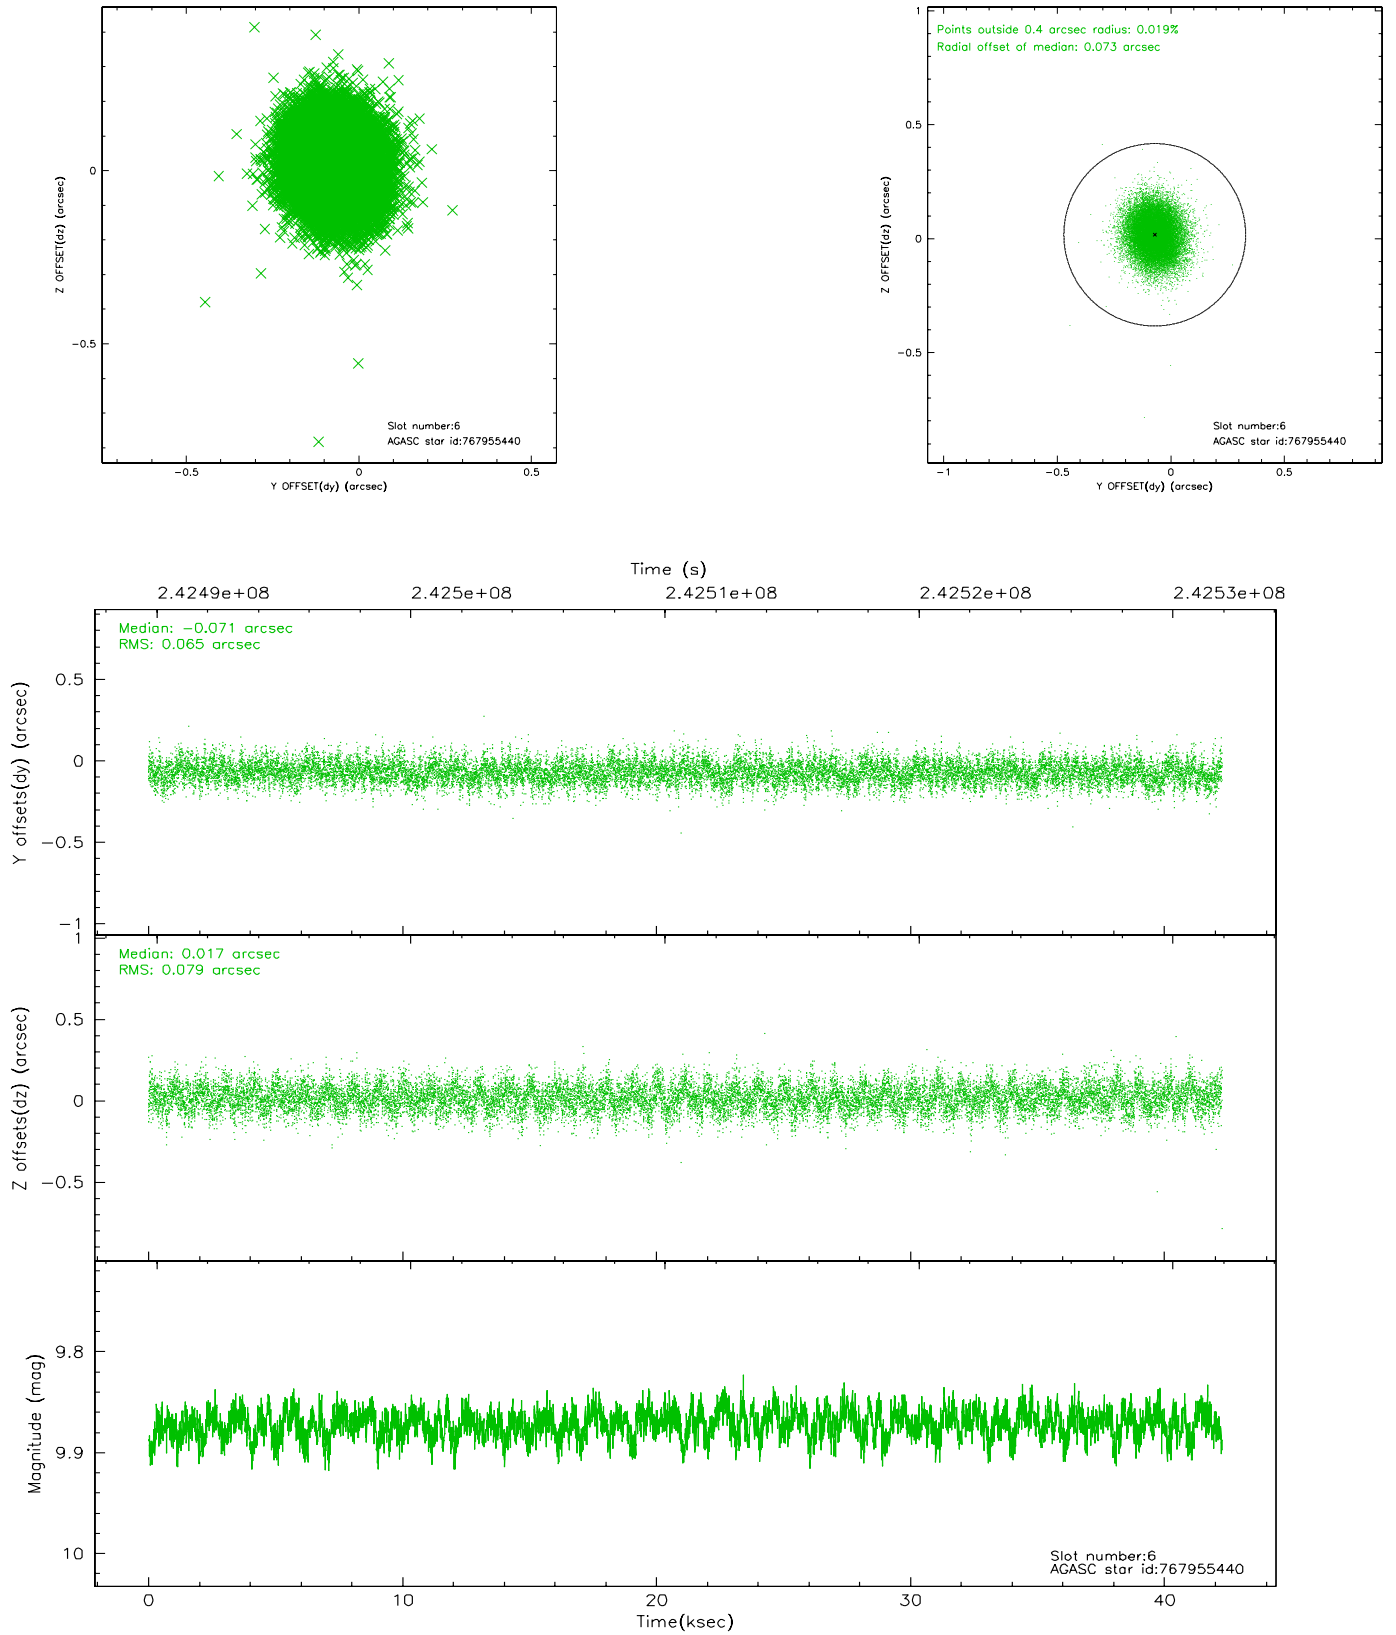 0
−0.5
Z OFFSET(dz) (arcsec)
Slot number:6
AGASC star id:767955440
−0.5
0
0.5
Y OFFSET(dy) (arcsec)
1
0.5
0
−0.5
Z OFFSET(dz) (arcsec)
Points outside 0.4 arcsec radius: 0.019%
Radial offset of median: 0.073 arcsec
Slot number:6
AGASC star id:767955440
−1
−0.5
0
0.5
Y OFFSET(dy) (arcsec)
Time (s)
2.4249e+08
2.425e+08
2.4251e+08
2.4252e+08
2.4253e+08
Median: −0.071 arcsec
RMS: 0.065 arcsec
0.5
0
−0.5
−1
Y offsets(dy) (arcsec)
Median: 0.017 arcsec
RMS: 0.079 arcsec
1
0.5
0
−0.5
Z offsets(dz) (arcsec)
9.8
9.9
10
Magnitude (mag)
Slot number:6
AGASC star id:767955440
0
10
20
30
40
Time(ksec)